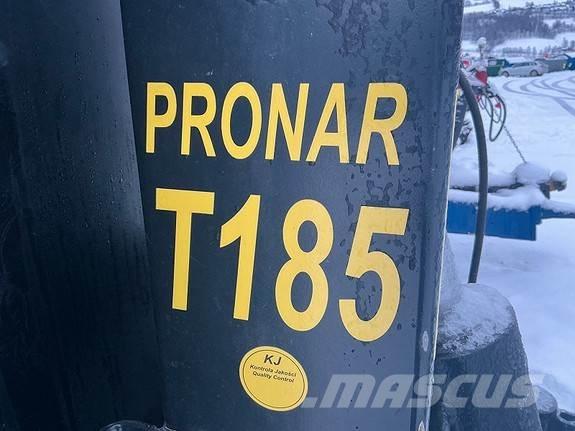 PRONAR
T185
KJ
Kontrola Jakości
Quality Control
MASCUS